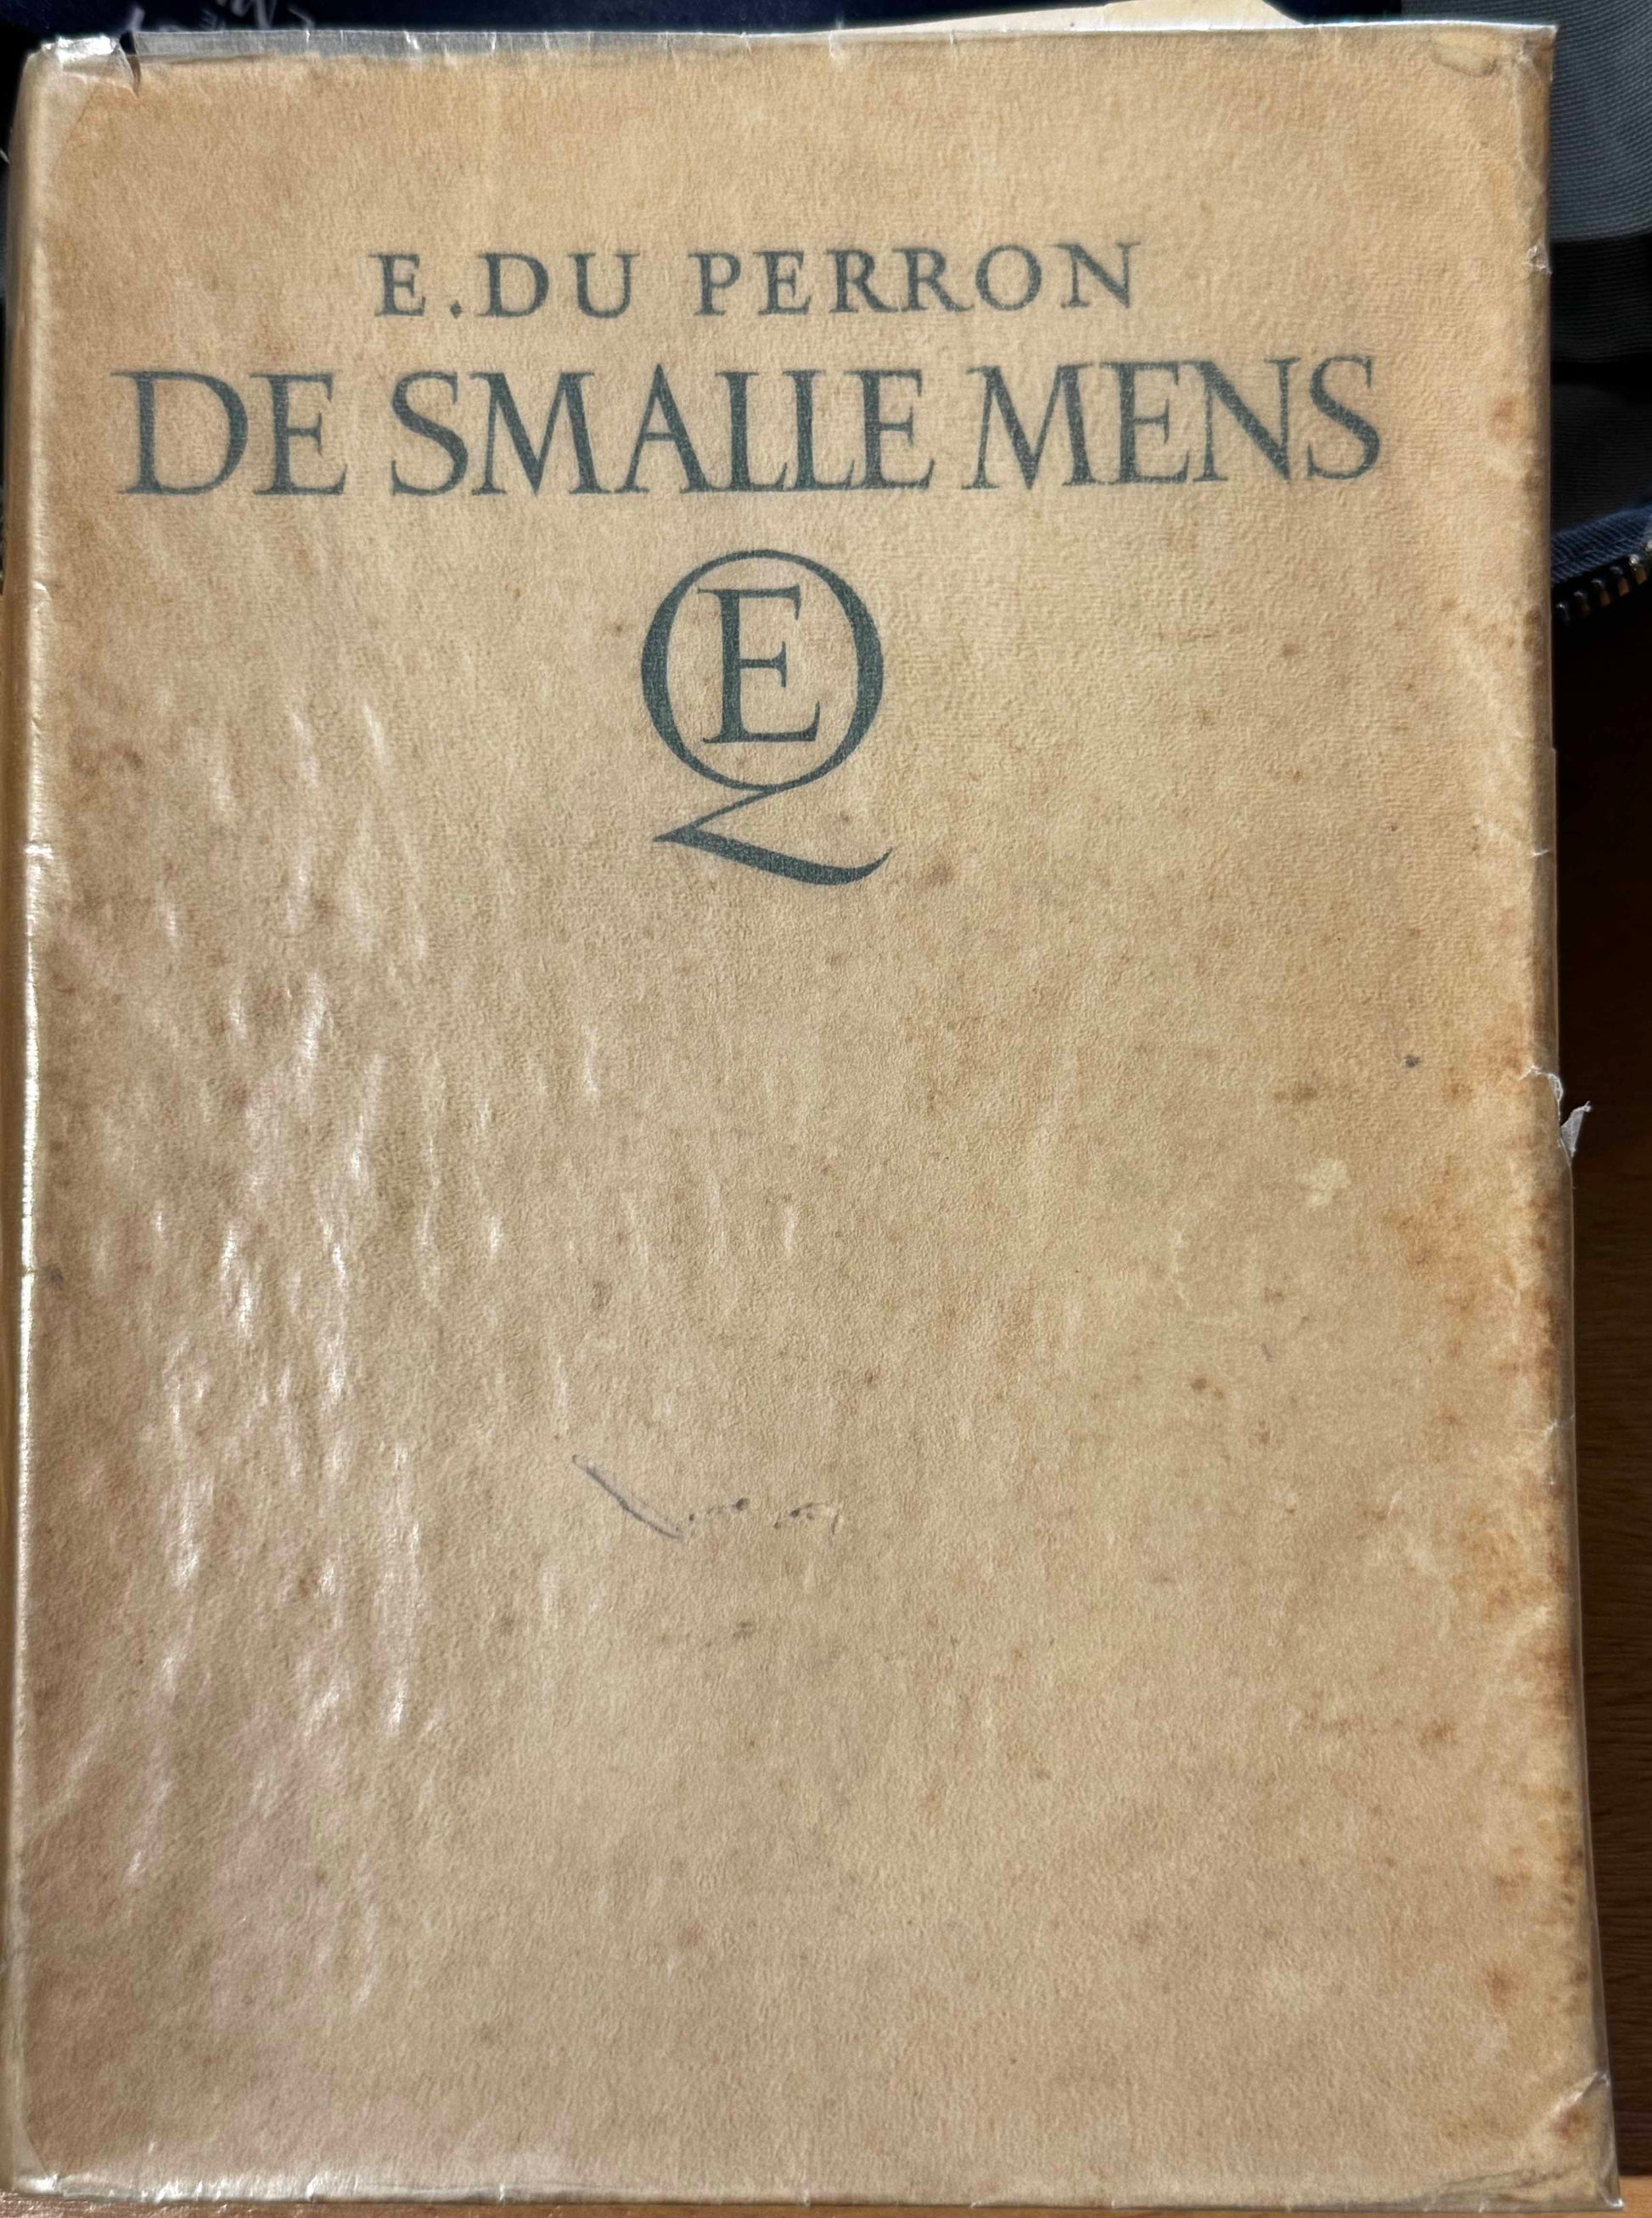 E. DU PERRON
DE SMALLE MENS
EQ